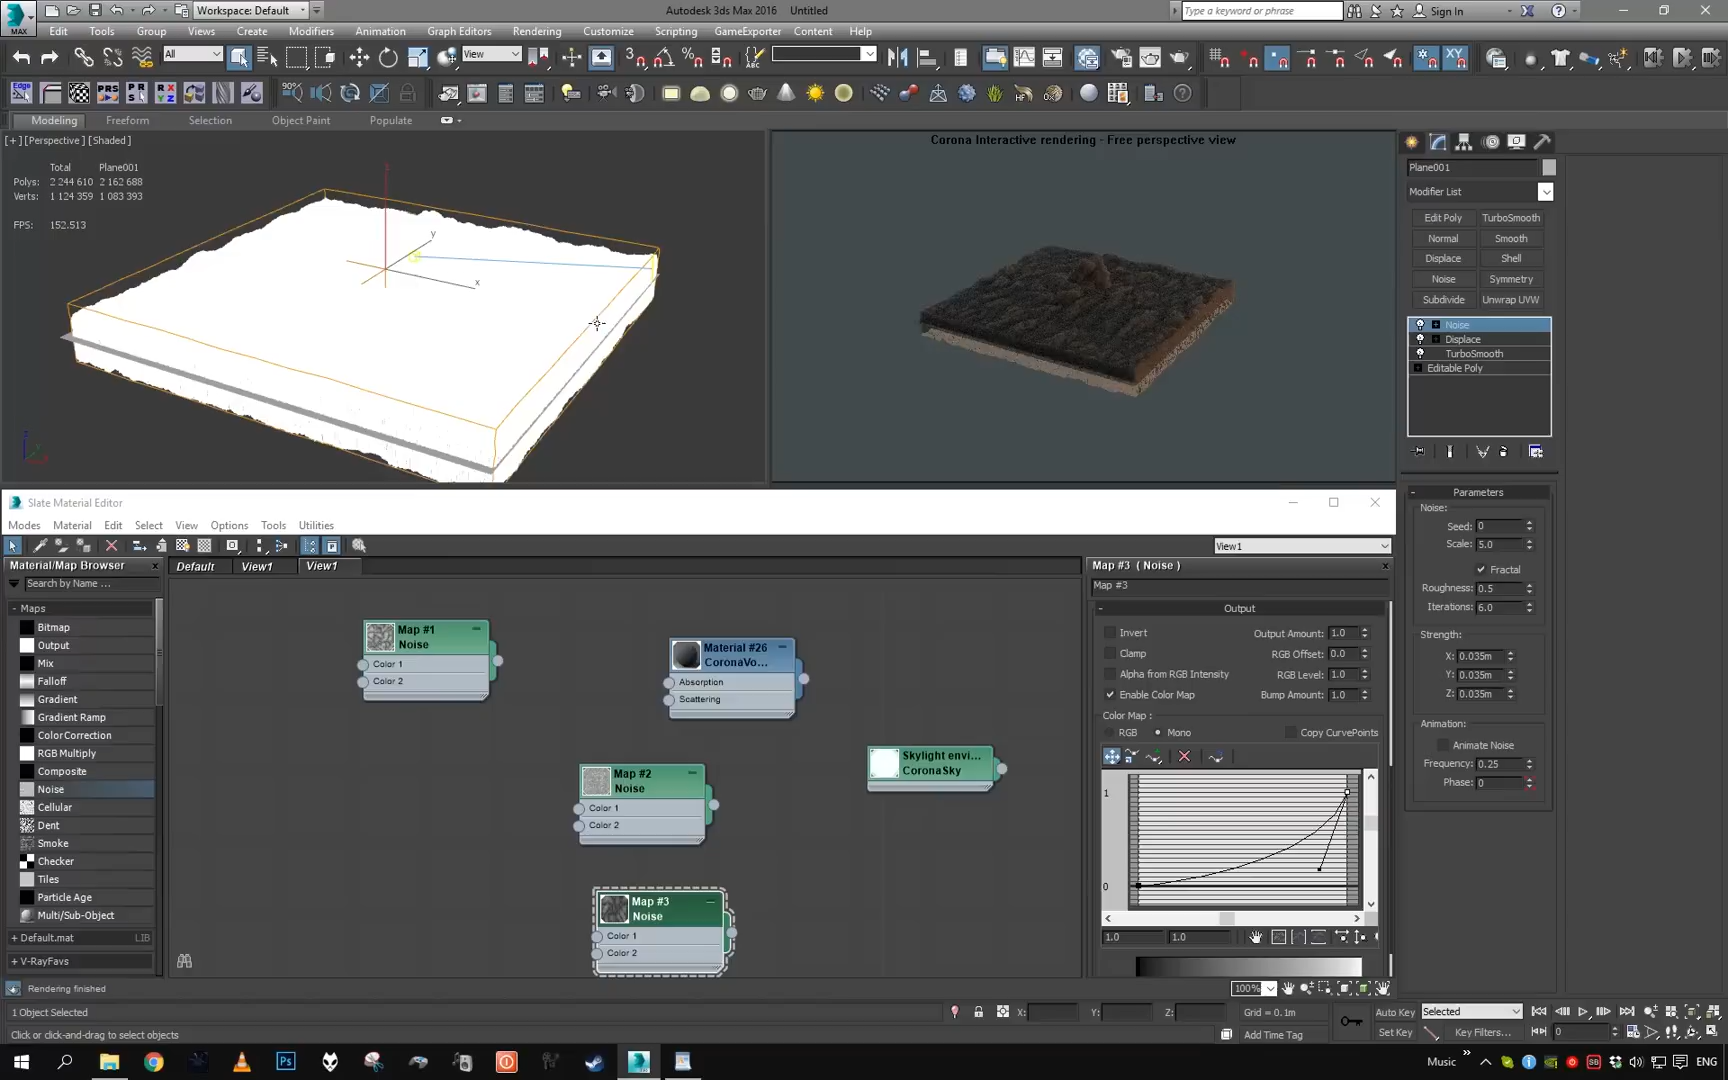 Workspace: Default
Autodesk 3ds Max 2016 Untitled
Type a keyword or phrase
Sign In
MAX
Edit Tools Group Views Create Modifiers Animation Graph Editors Rendering Customize Scripting GameExporter Content Help
All
View
Modeling Freeform Selection Object Paint Populate
[+] [Perspective] [Shaded]
Total Plane001
Polys: 2 244 610 2 162 688
Verts: 1 124 359 1 083 393
FPS: 152.513
y
x
Corona Interactive rendering - Free perspective view
Plane001
Modifier List
Edit Poly TurboSmooth
Normal Smooth
Displace Shell
Noise Symmetry
Subdivide Unwrap UVW
Noise
Displace
TurboSmooth
Editable Poly
Parameters
Noise:
Seed: 0
Scale: 5.0
Fractal
Roughness: 0.5
Iterations: 6.0
Strength:
X: 0.035m
Y: 0.035m
Z: 0.035m
Animation:
Animate Noise
Frequency: 0.25
Phase: 0
Slate Material Editor
Modes Material Edit Select View Options Tools Utilities
View1
Material/Map Browser
Search by Name ...
- Maps
Bitmap
Output
Mix
Falloff
Gradient
Gradient Ramp
ColorCorrection
RGB Multiply
Composite
Noise
Cellular
Dent
Smoke
Checker
Tiles
Particle Age
Multi/Sub-Object
+ Default.mat LIB
+ V-RayFavs
Default View1 View1
Map #1
Noise
Color 1
Color 2
Material #26
CoronaVo...
Absorption
Scattering
Map #2
Noise
Color 1
Color 2
Skylight envi...
CoronaSky
Map #3
Noise
Color 1
Color 2
Map #3 ( Noise )
Map #3
Output
Invert Output Amount: 1.0
Clamp RGB Offset: 0.0
Alpha from RGB Intensity RGB Level: 1.0
Enable Color Map Bump Amount: 1.0
Color Map :
RGB Mono Copy CurvePoints
1
0
1.0 1.0
Rendering finished
100%
1 Object Selected
X: Y: Z: Grid = 0.1m
Auto Key Selected
Click or click-and-drag to select objects
Add Time Tag
Set Key Key Filters... 0
Music ENG